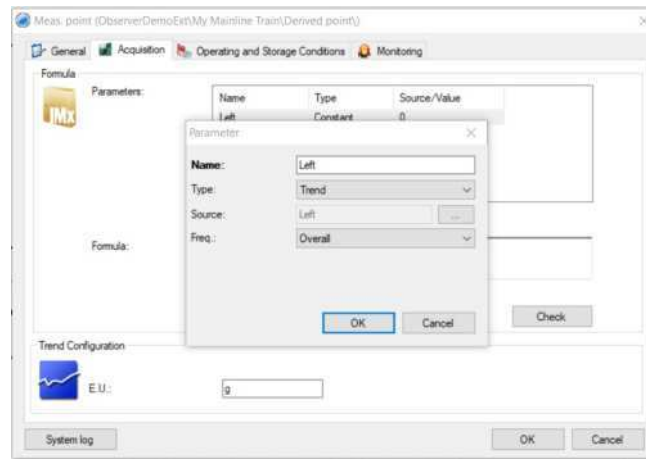 Meas. point (ObserverDemoExt\My Mainline Train\Derived point\)
General Acquisition Operating and Storage Conditions Monitoring
Formula
IMx
Parameters:
Name Type Source/Value
Left Constant 0
Parameter
Name: Left
Type: Trend
Source: Left ...
Freq.: Overall
OK Cancel
Formula:
Check
Trend Configuration
E.U.: g
System log OK Cancel